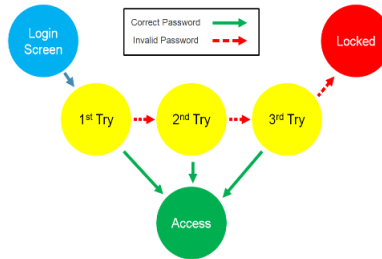 Correct Password
Invalid Password
Login
Screen
Locked
1st Try
2nd Try
3rd Try
Access